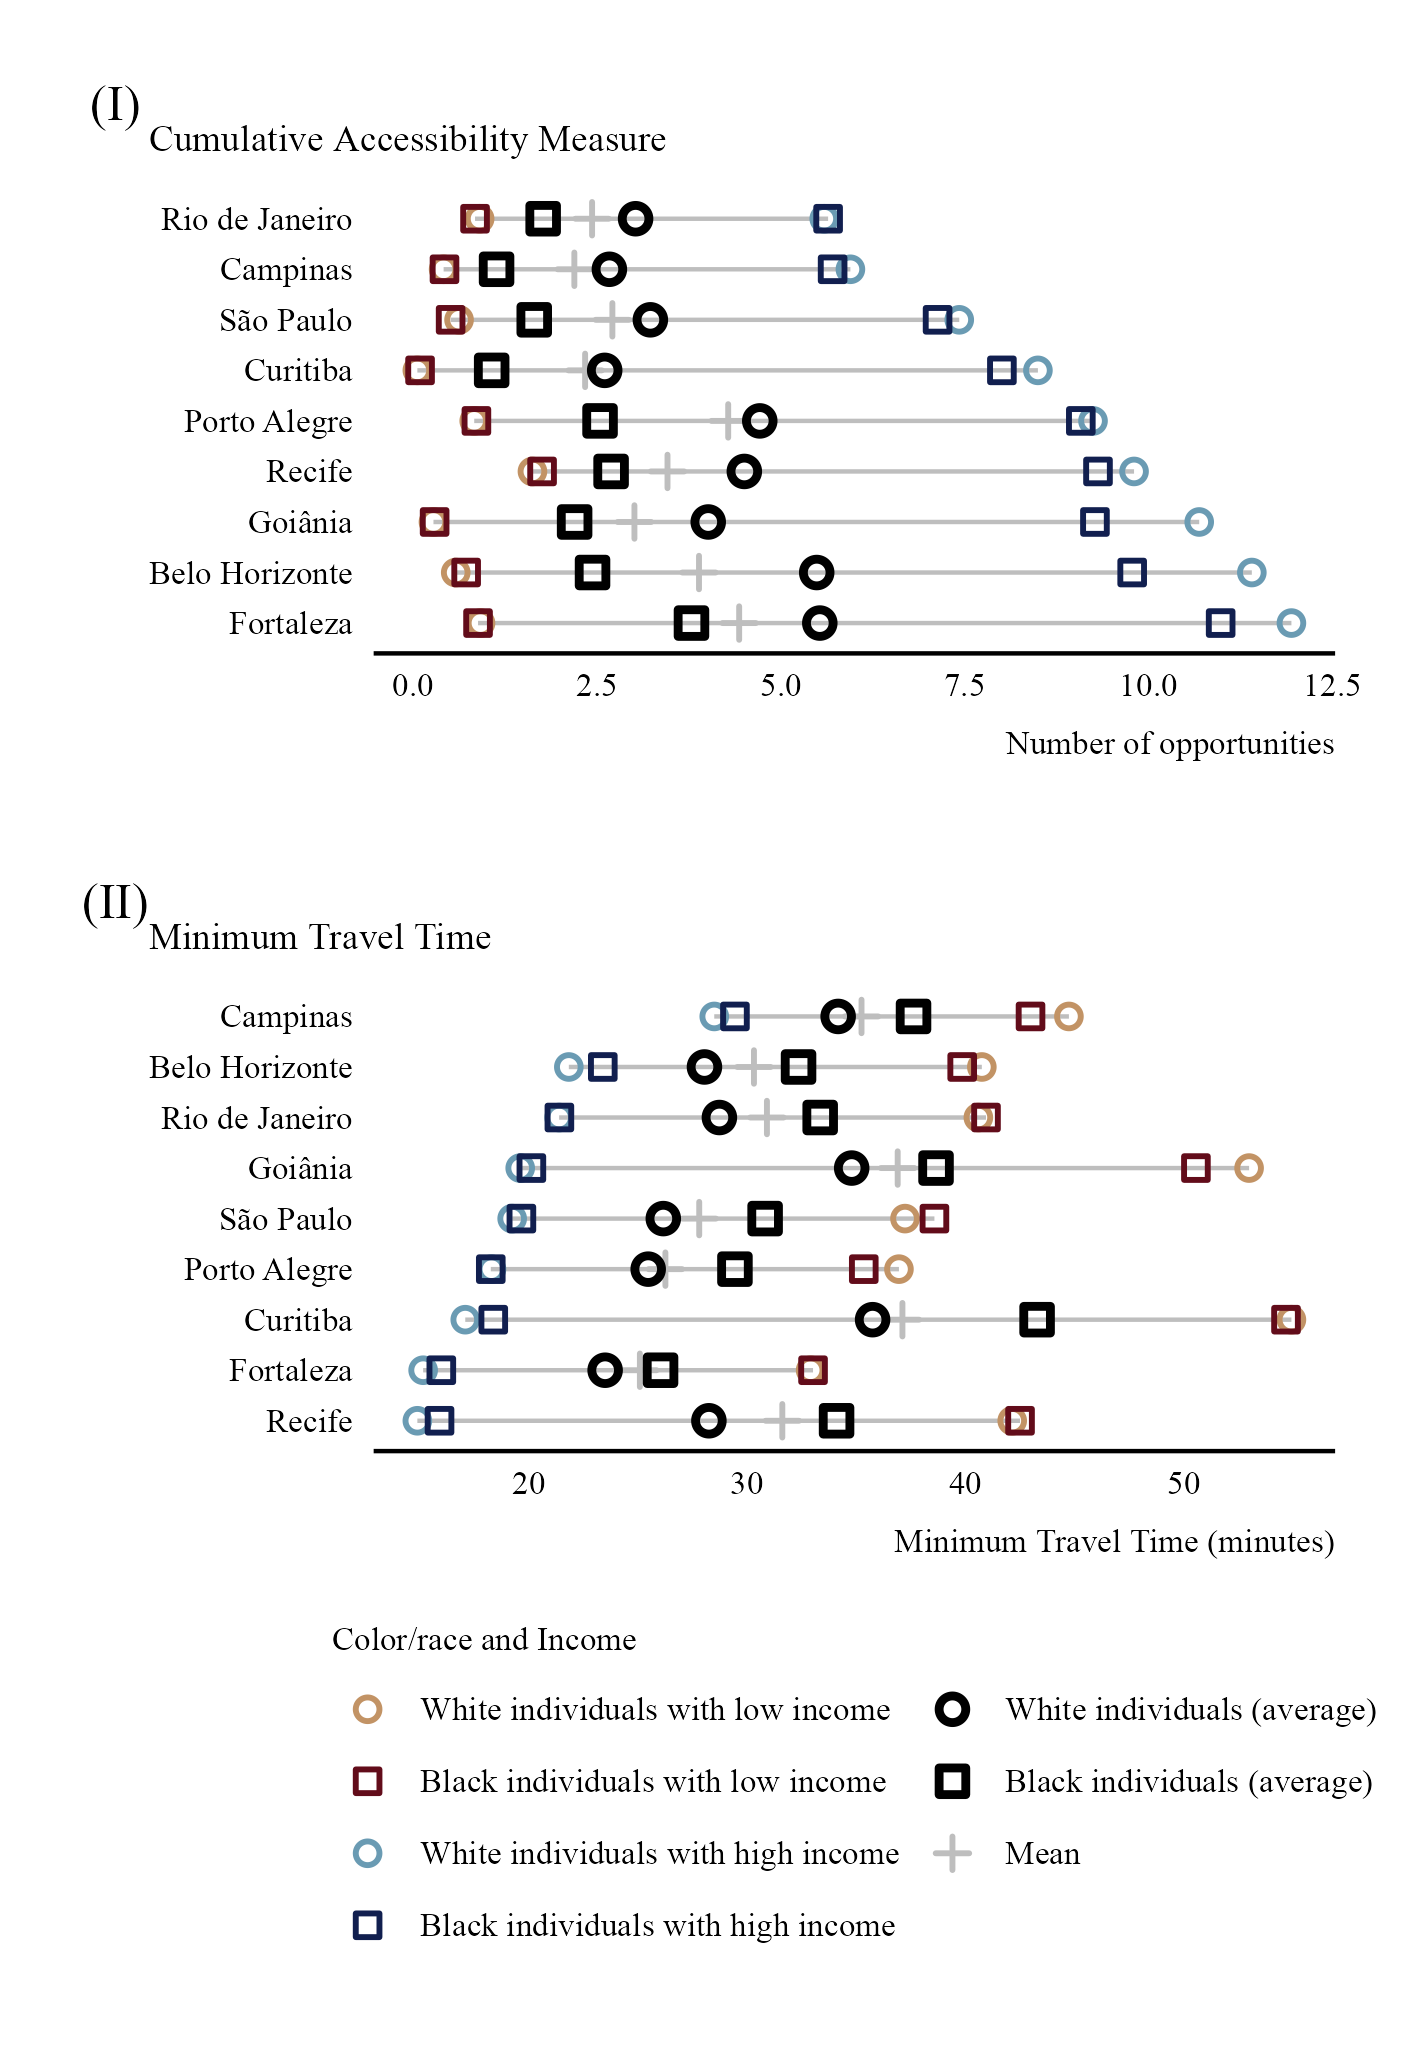 (I)
Cumulative Accessibility Measure
Rio de Janeiro
Campinas
São Paulo
Curitiba
Porto Alegre
Recife
Goiânia
Belo Horizonte
Fortaleza
0.0 2.5 5.0 7.5 10.0 12.5
Number of opportunities
(II)
Minimum Travel Time
Campinas
Belo Horizonte
Rio de Janeiro
Goiânia
São Paulo
Porto Alegre
Curitiba
Fortaleza
Recife
20 30 40 50
Minimum Travel Time (minutes)
Color/race and Income
White individuals with low income
Black individuals with low income
White individuals with high income
Black individuals with high income
White individuals (average)
Black individuals (average)
Mean